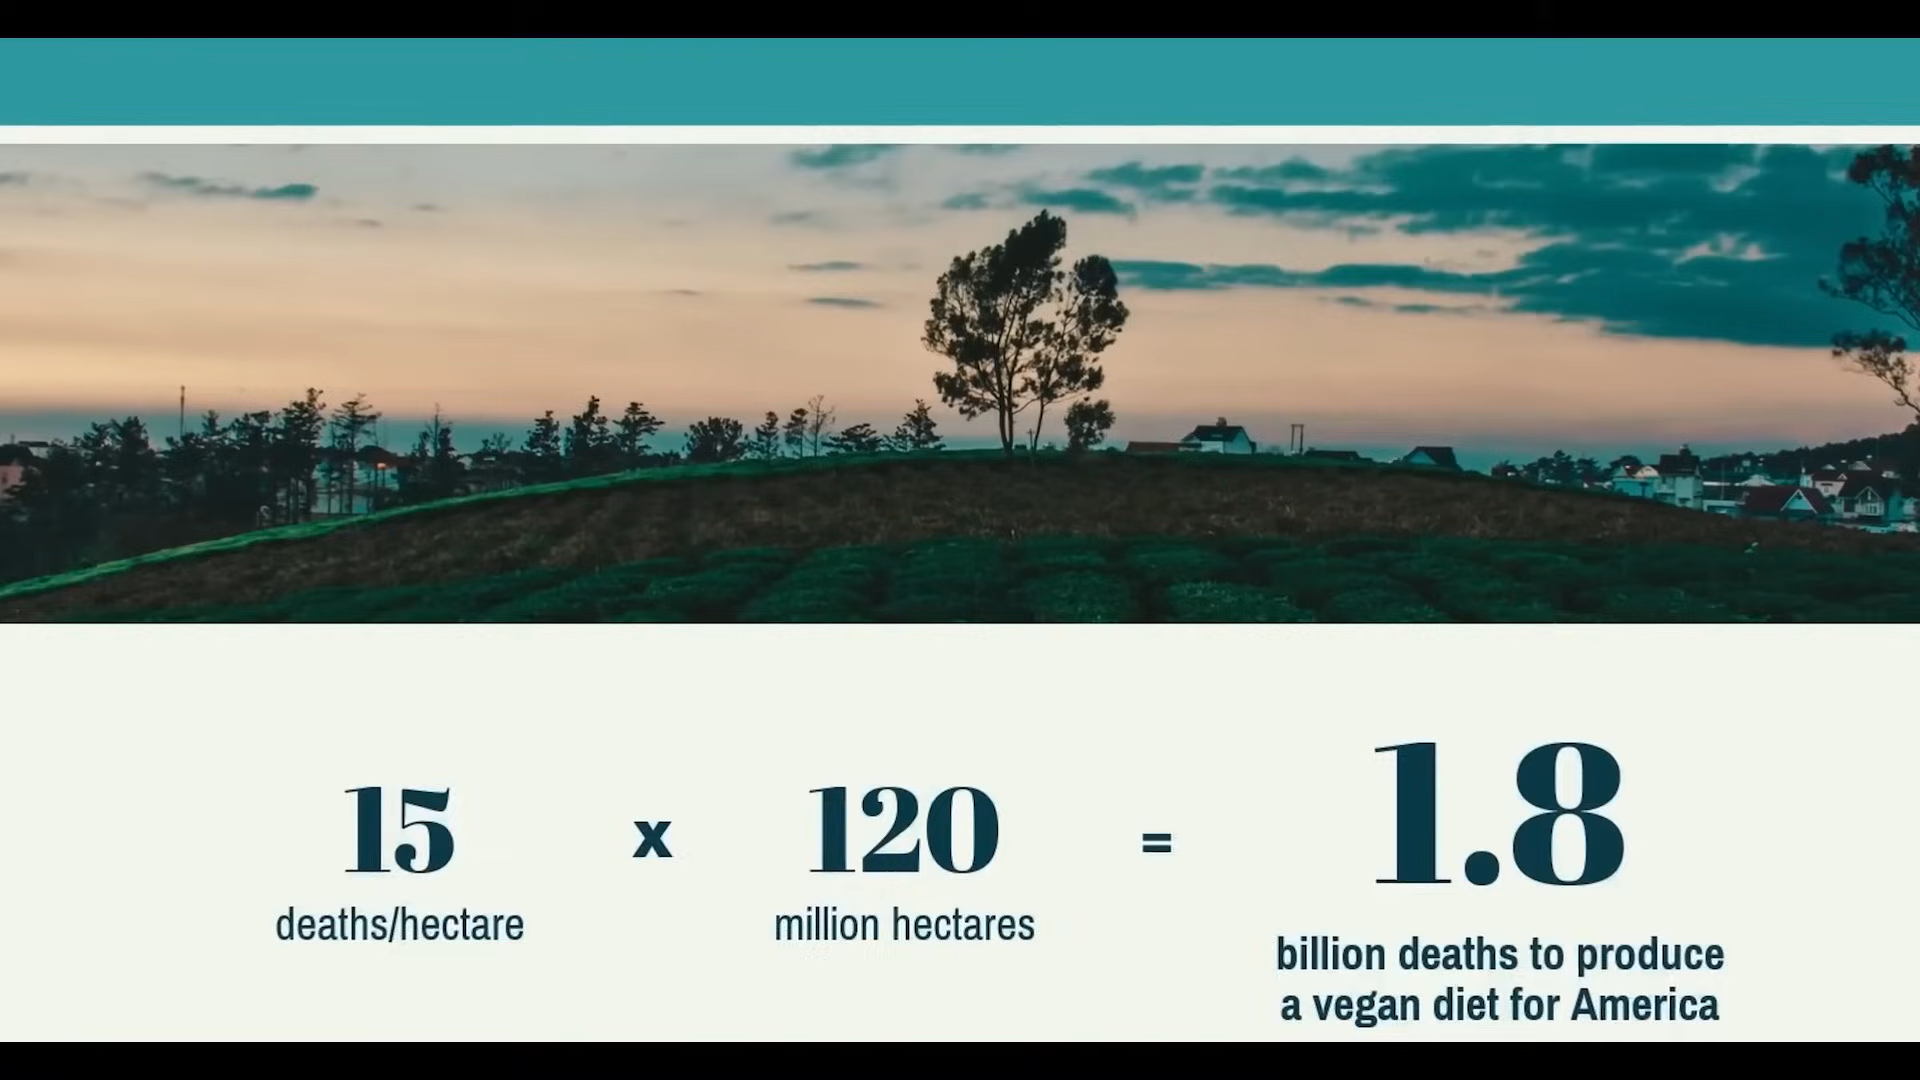 15
deaths/hectare
x
120
million hectares
=
1.8
billion deaths to produce
a vegan diet for America